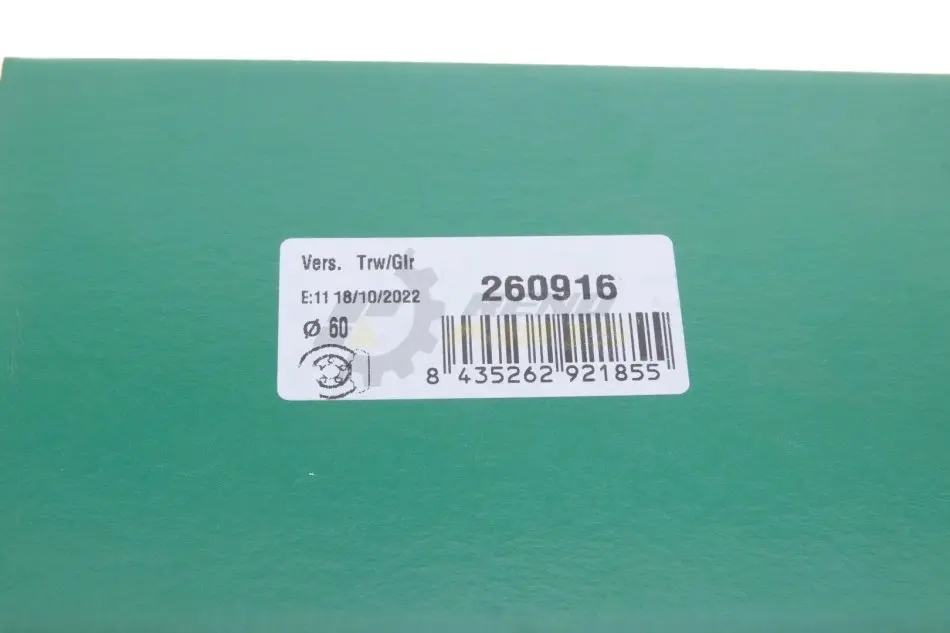 Vers. Trw/Glr
E:11 18/10/2022
260916
Ø 60
8 435262 921855